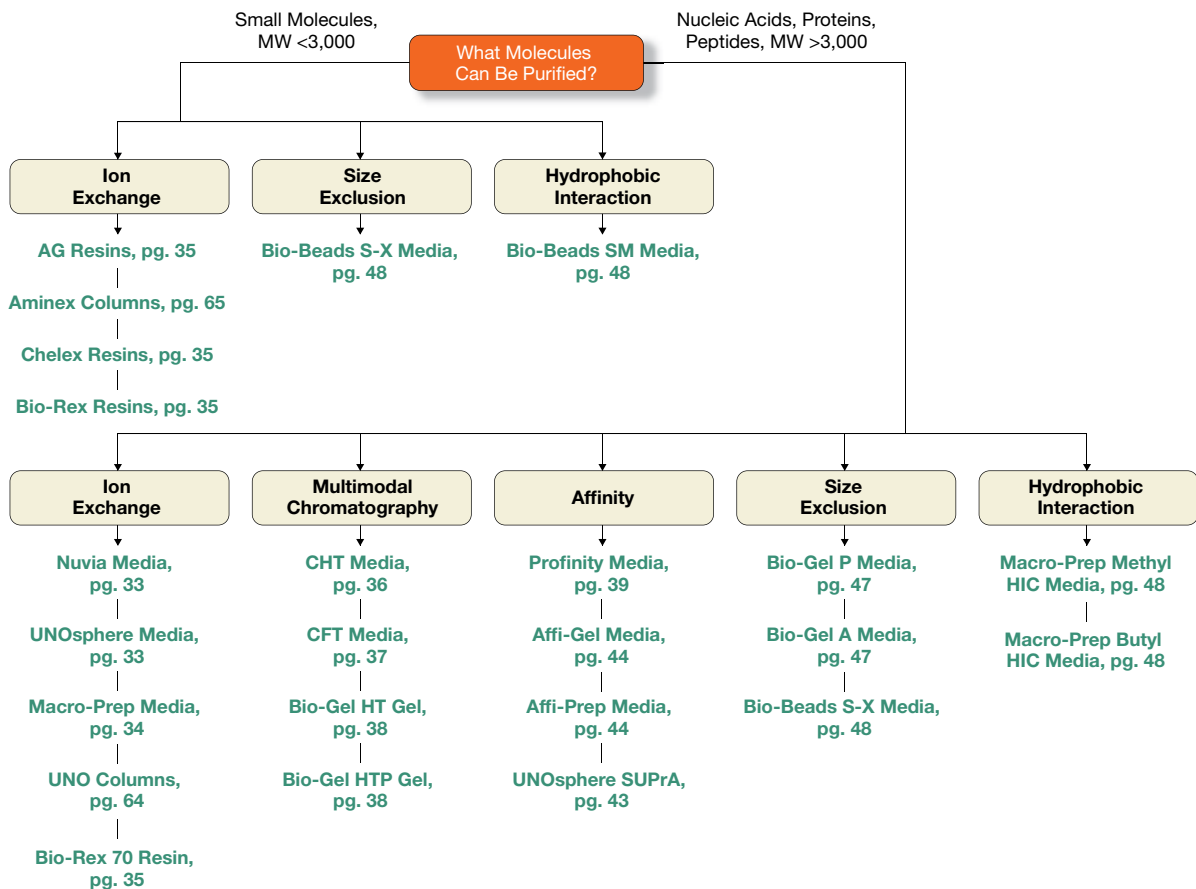 Small Molecules,
MW <3,000
Nucleic Acids, Proteins,
Peptides, MW >3,000
What Molecules
Can Be Purified?
Ion
Exchange
Size
Exclusion
Hydrophobic
Interaction
AG Resins, pg. 35
Aminex Columns, pg. 65
Chelex Resins, pg. 35
Bio-Rex Resins, pg. 35
Bio-Beads S-X Media,
pg. 48
Bio-Beads SM Media,
pg. 48
Ion
Exchange
Multimodal
Chromatography
Affinity
Size
Exclusion
Hydrophobic
Interaction
Nuvia Media,
pg. 33
UNOsphere Media,
pg. 33
Macro-Prep Media,
pg. 34
UNO Columns,
pg. 64
Bio-Rex 70 Resin,
pg. 35
CHT Media,
pg. 36
CFT Media,
pg. 37
Bio-Gel HT Gel,
pg. 38
Bio-Gel HTP Gel,
pg. 38
Profinity Media,
pg. 39
Affi-Gel Media,
pg. 44
Affi-Prep Media,
pg. 44
UNOsphere SUPrA,
pg. 43
Bio-Gel P Media,
pg. 47
Bio-Gel A Media,
pg. 47
Bio-Beads S-X Media,
pg. 48
Macro-Prep Methyl
HIC Media, pg. 48
Macro-Prep Butyl
HIC Media, pg. 48